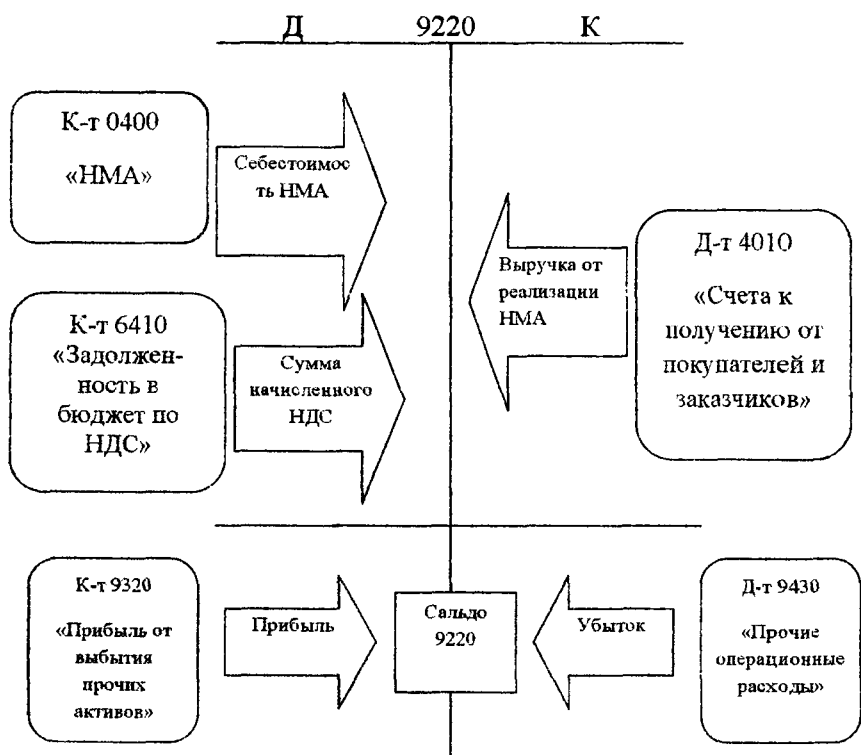 Д 9220 К
К-т 0400
«НМА»
Себестоимос
ть НМА
Выручка от
реализации
НМА
Д-т 4010
«Счета к
получению от
покупателей и
заказчиков»
К-т 6410
«Задолжен-
ность в
бюджет по
НДС»
Сумма
начисленного
НДС
К-т 9320
«Прибыль от
выбытия
прочих
активов»
Прибыль
Сальдо
9220
Убыток
Д-т 9430
«Прочие
операционные
расходы»